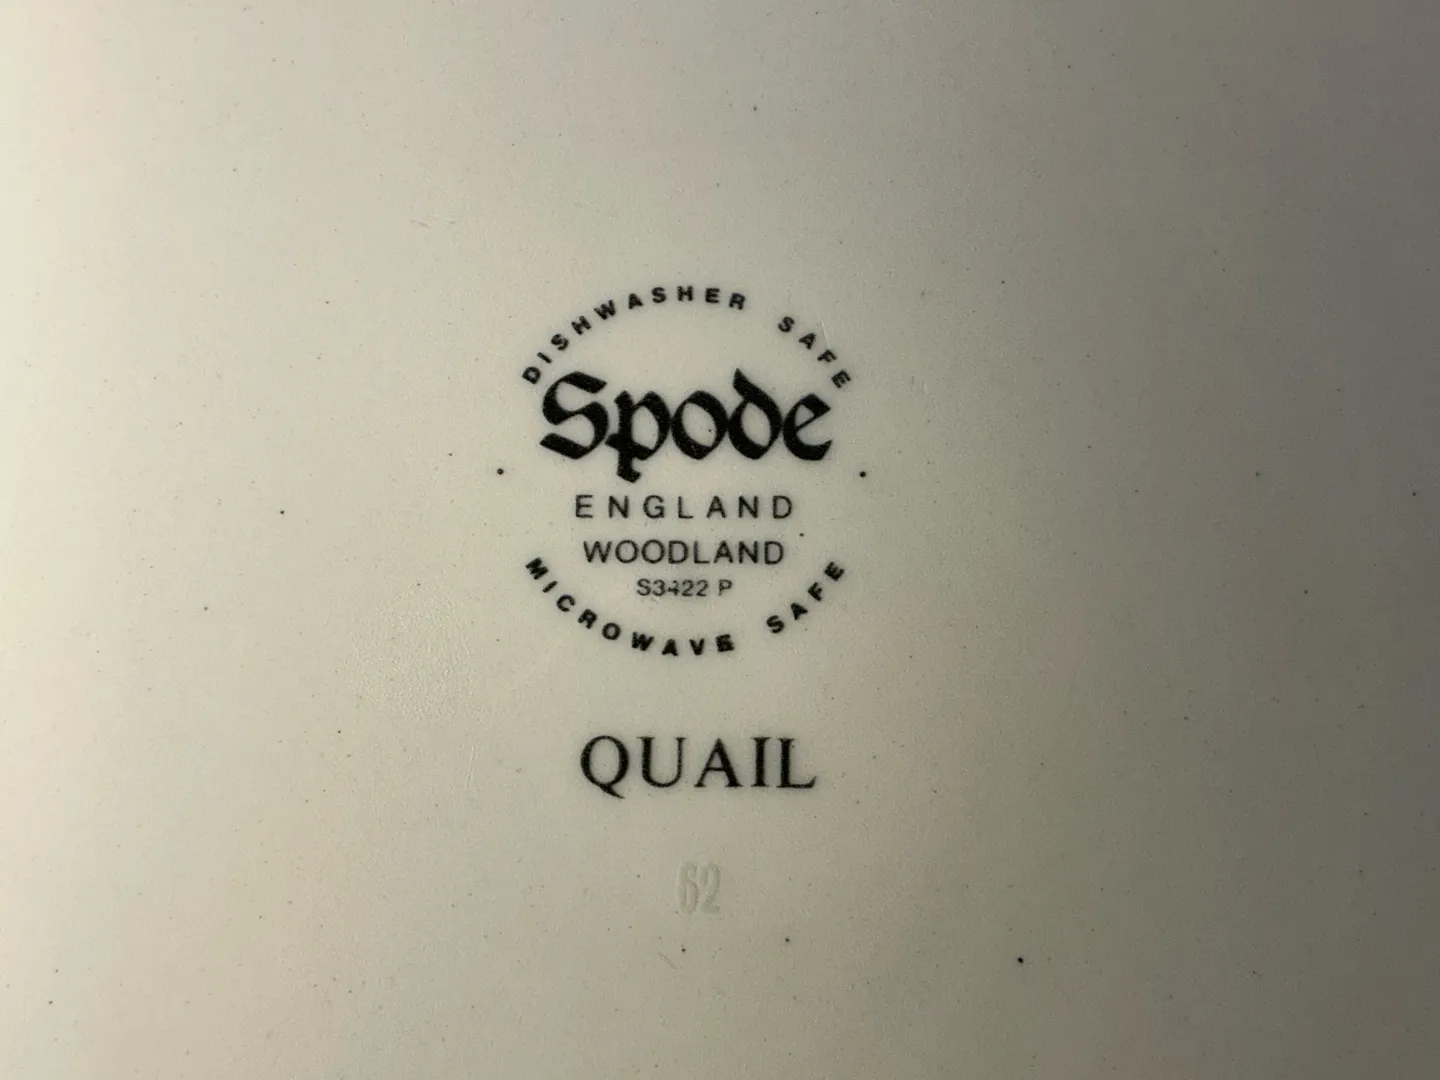 DISHWASHER SAFE
Spode
ENGLAND
WOODLAND
S3422 P
MICROWAVE SAFE
QUAIL
62